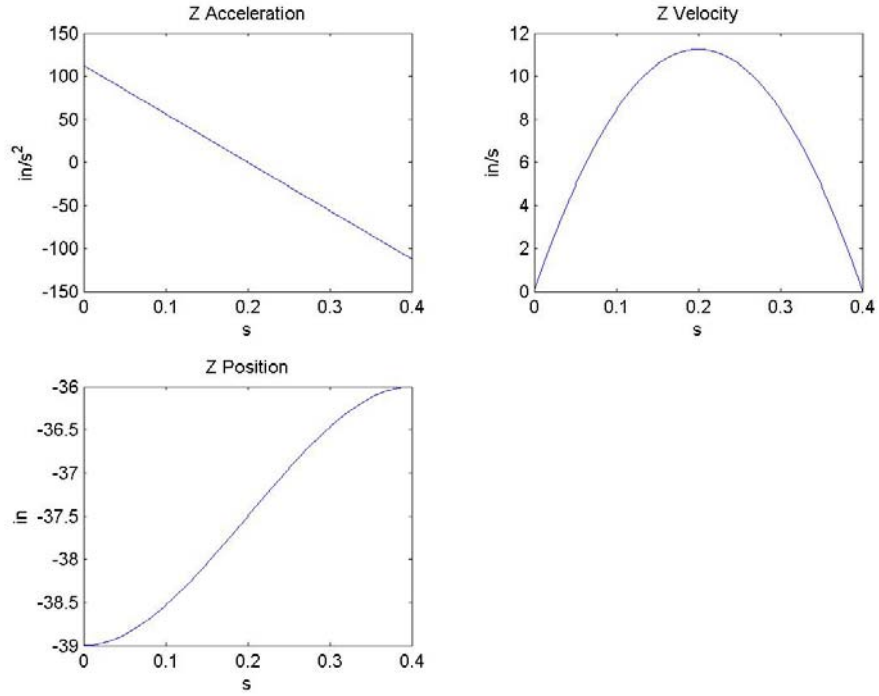 Z Acceleration
150
100
50
0
-50
-100
-150
in/s²
0 0.1 0.2 0.3 0.4
s
Z Velocity
12
10
8
6
4
2
0
in/s
0 0.1 0.2 0.3 0.4
s
Z Position
-36
-36.5
-37
-37.5
-38
-38.5
-39
in
0 0.1 0.2 0.3 0.4
s